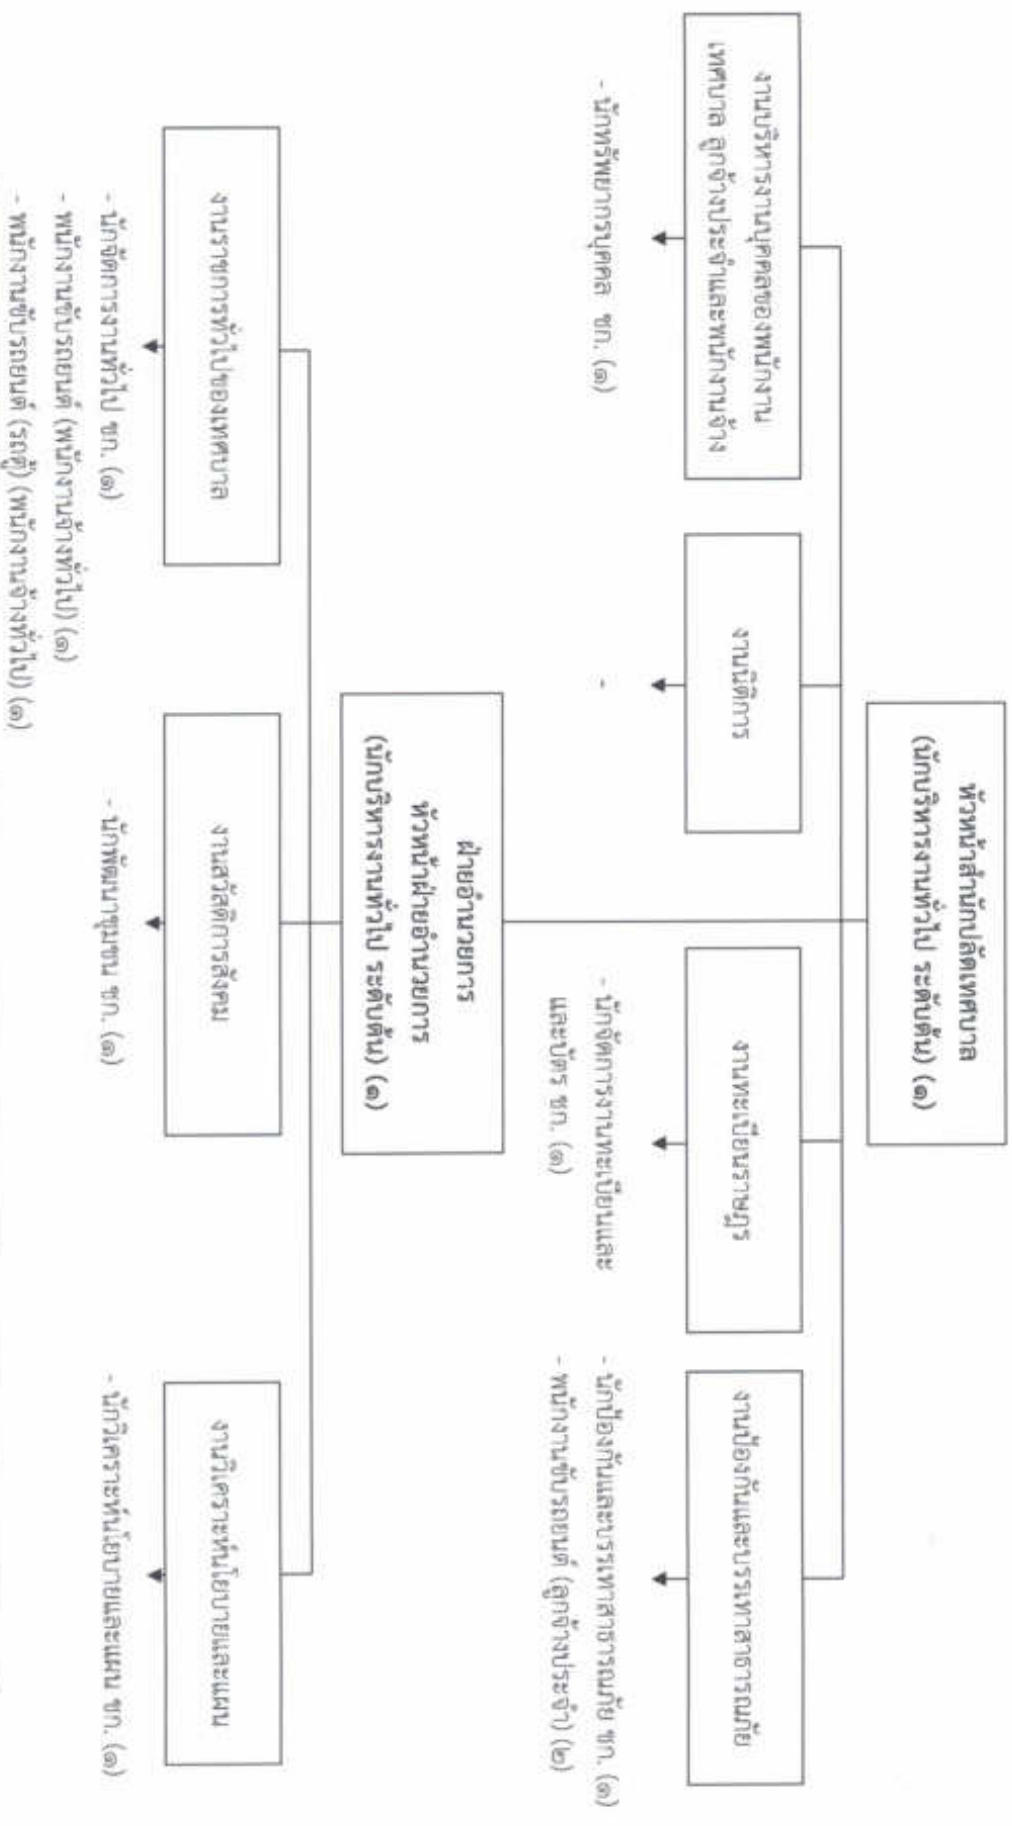 หัวหน้าสำนักปลัดเทศบาล
(นักบริหารงานทั่วไป ระดับต้น) (๑)
งานบริหารงานบุคคลของพนักงาน
เทศบาล ลูกจ้างประจำและพนักงานจ้าง
งานนิติการ
งานทะเบียนราษฎร
งานป้องกันและบรรเทาสาธารณภัย
- นักทรัพยากรบุคคล ชก. (๑)
-
- นักจัดการงานทะเบียนและ
และบัตร ชก. (๑)
- นักป้องกันและบรรเทาสาธารณภัย ชก. (๑)
- พนักงานขับรถยนต์ (ลูกจ้างประจำ) (๒)
ฝ่ายอำนวยการ
หัวหน้าฝ่ายอำนวยการ
(นักบริหารงานทั่วไป ระดับต้น) (๑)
งานราชการทั่วไปของเทศบาล
งานสวัสดิการสังคม
งานวิเคราะห์นโยบายและแผน
- นักจัดการงานทั่วไป ชก. (๑)
- พนักงานขับรถยนต์ (พนักงานจ้างทั่วไป) (๑)
- พนักงานขับรถยนต์ (รถตู้) (พนักงานจ้างทั่วไป) (๑)
- นักพัฒนาชุมชน ชก. (๑)
- นักวิเคราะห์นโยบายและแผน ชก. (๑)